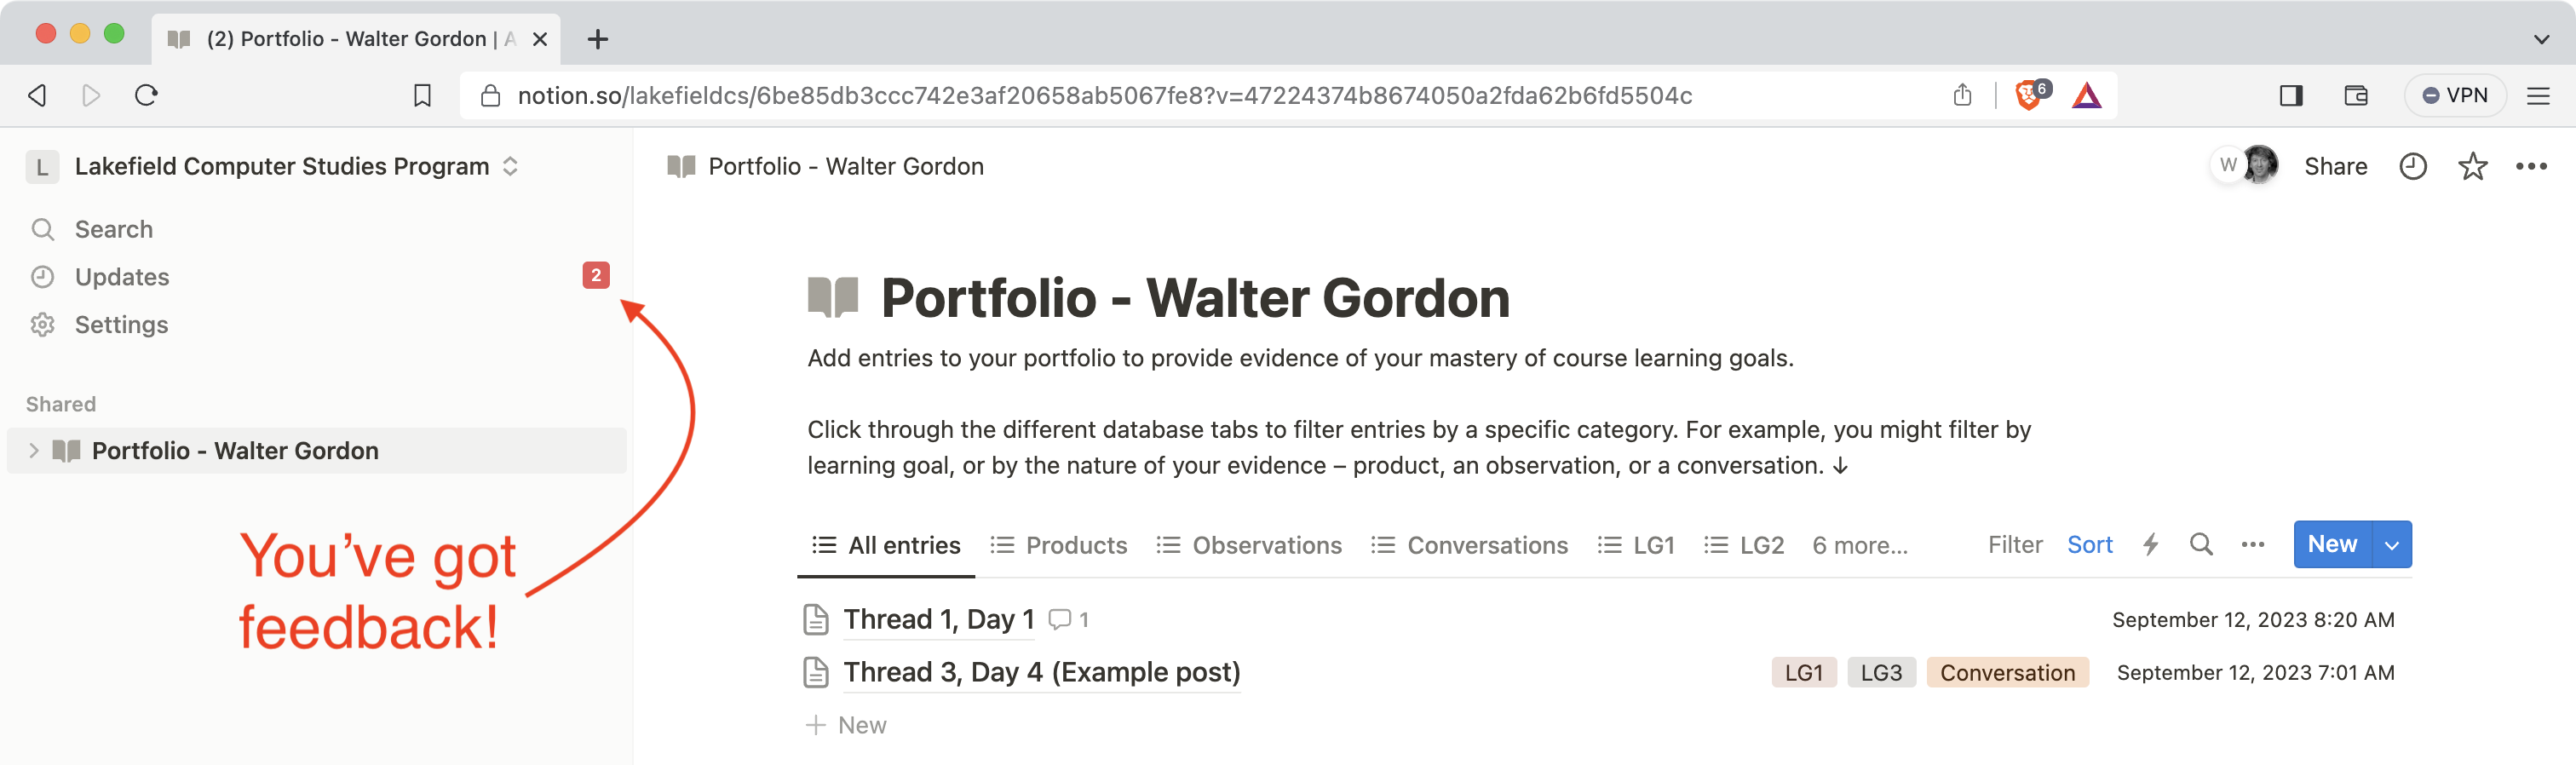 (2) Portfolio - Walter Gordon | A
notion.so/lakefieldcs/6be85db3ccc742e3af20658ab5067fe8?v=47224374b8674050a2fda62b6fd5504c
6
VPN
L Lakefield Computer Studies Program
Search
Updates 2
Settings
Shared
Portfolio - Walter Gordon
You’ve got
feedback!
Portfolio - Walter Gordon
W Share
Portfolio - Walter Gordon
Add entries to your portfolio to provide evidence of your mastery of course learning goals.
Click through the different database tabs to filter entries by a specific category. For example, you might filter by
learning goal, or by the nature of your evidence – product, an observation, or a conversation. ↓
All entries Products Observations Conversations LG1 LG2 6 more... Filter Sort New
Thread 1, Day 1 1 September 12, 2023 8:20 AM
Thread 3, Day 4 (Example post) LG1 LG3 Conversation September 12, 2023 7:01 AM
+ New